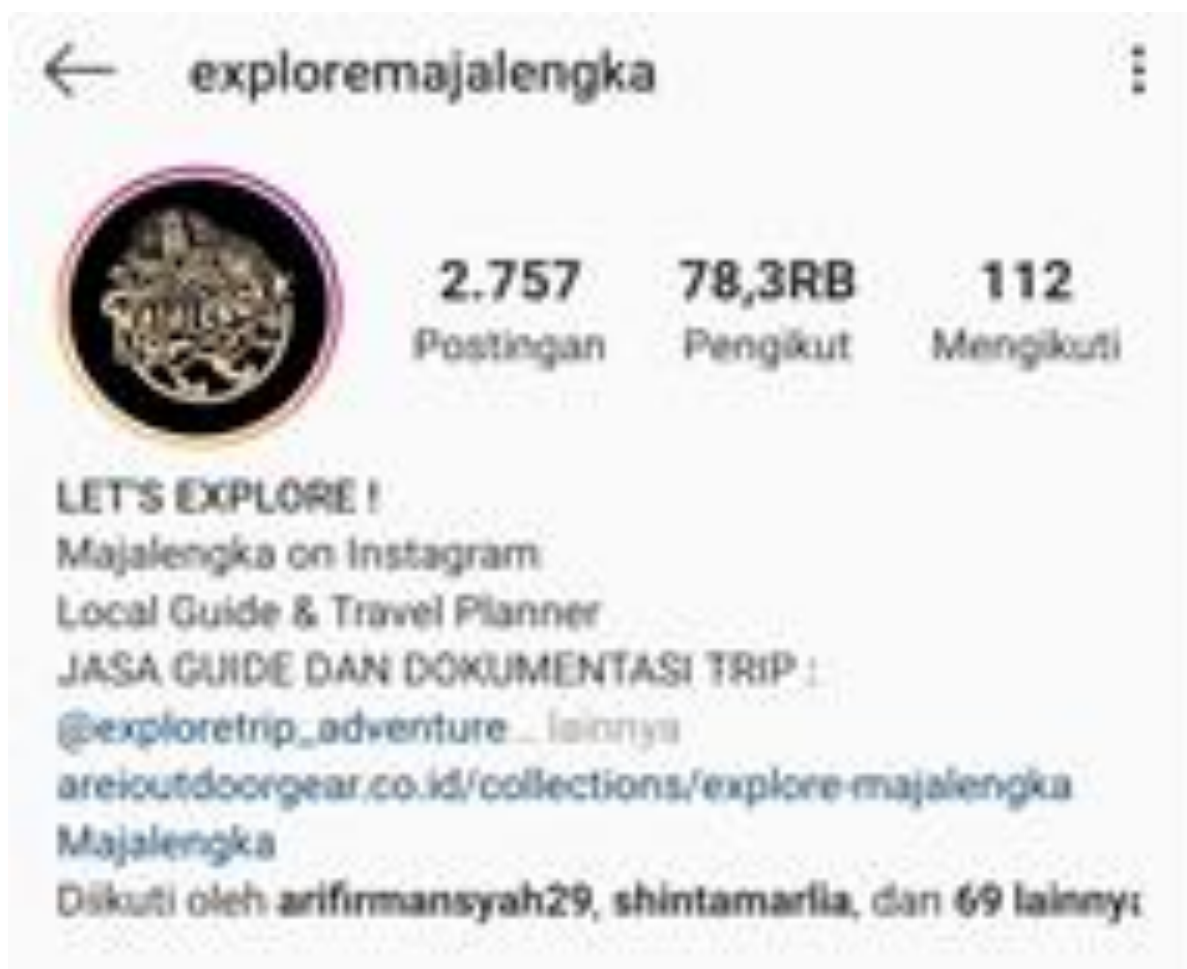 exploremajalengka
2.757 78,3RB 112
Postingan Pengikut Mengikuti
LET'S EXPLORE !
Majalengka on Instagram
Local Guide & Travel Planner
JASA GUIDE DAN DOKUMENTASI TRIP :
@exploretrip_adventure... lainnya
areioutdoorgear.co.id/collections/explore-majalengka
Majalengka
Diikuti oleh arifirmansyah29, shintamarlia, dan 69 lainnya